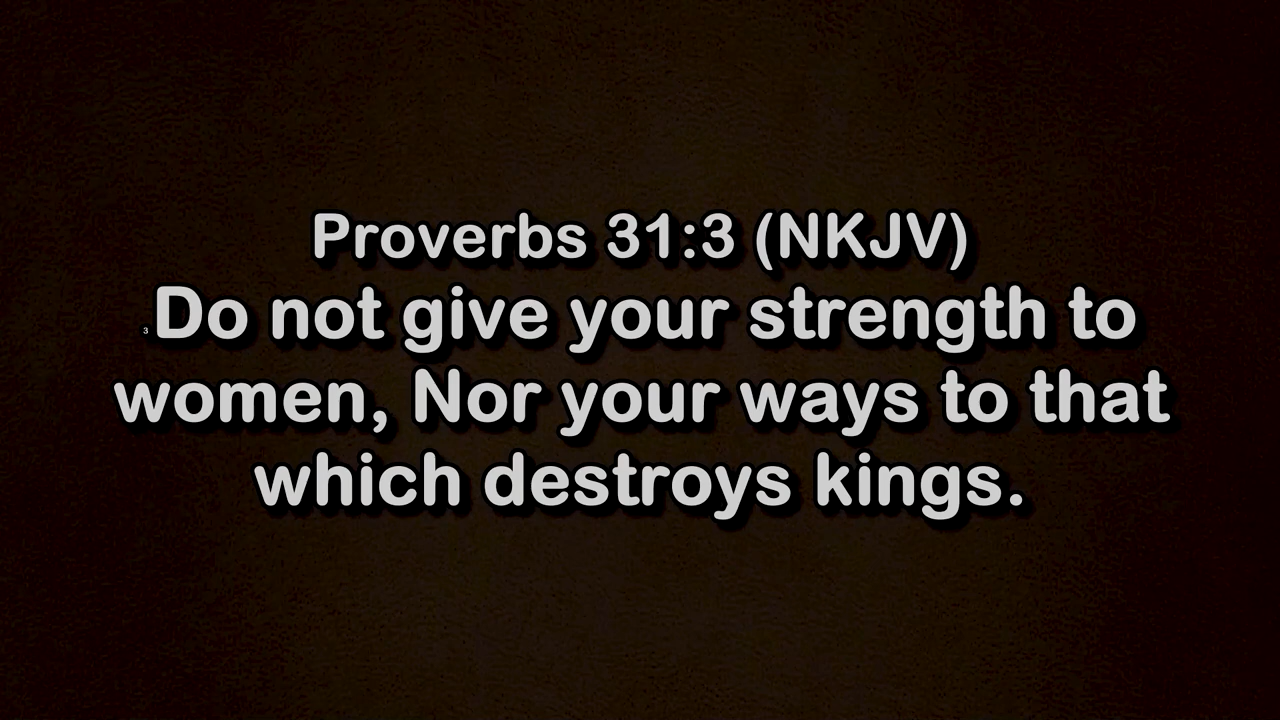 Proverbs 31:3 (NKJV)
3 Do not give your strength to
women, Nor your ways to that
which destroys kings.